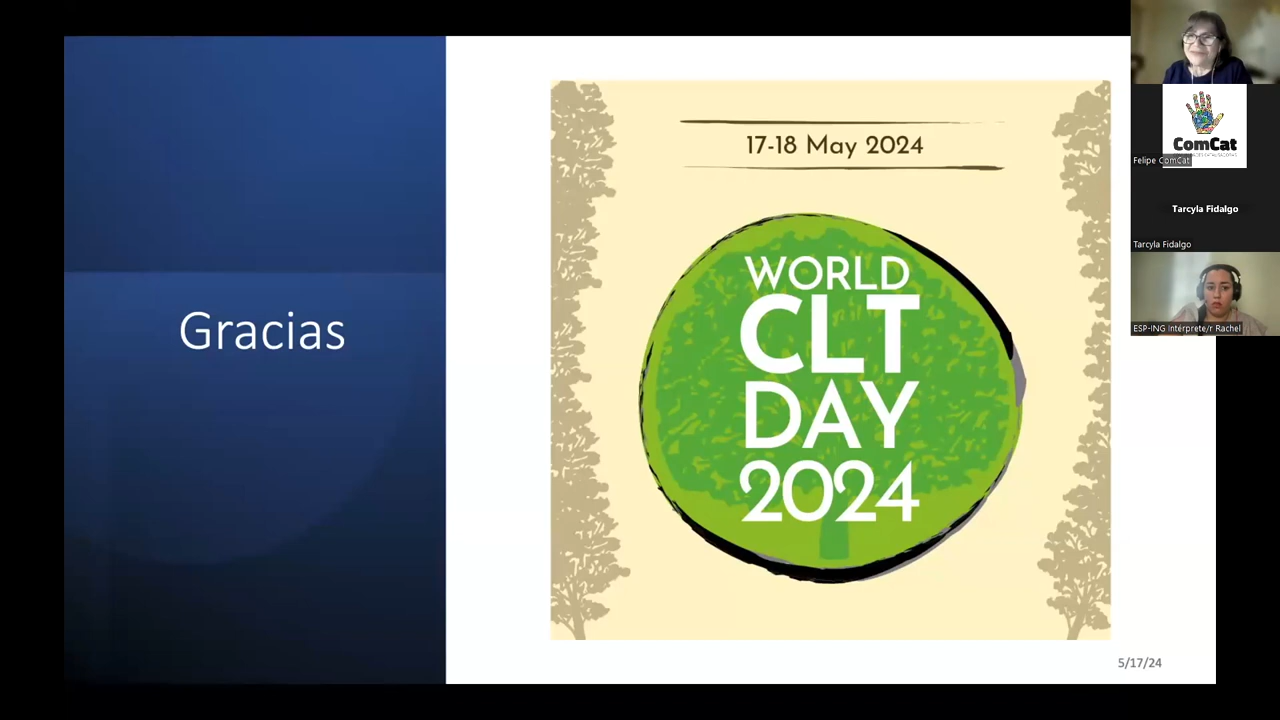 Gracias
17-18 May 2024
WORLD
CLT
DAY
2024
5/17/24
ComCat
Felipe ComCat
Tarcyla Fidalgo
Tarcyla Fidalgo
ESP-ING Intérprete/r Rachel